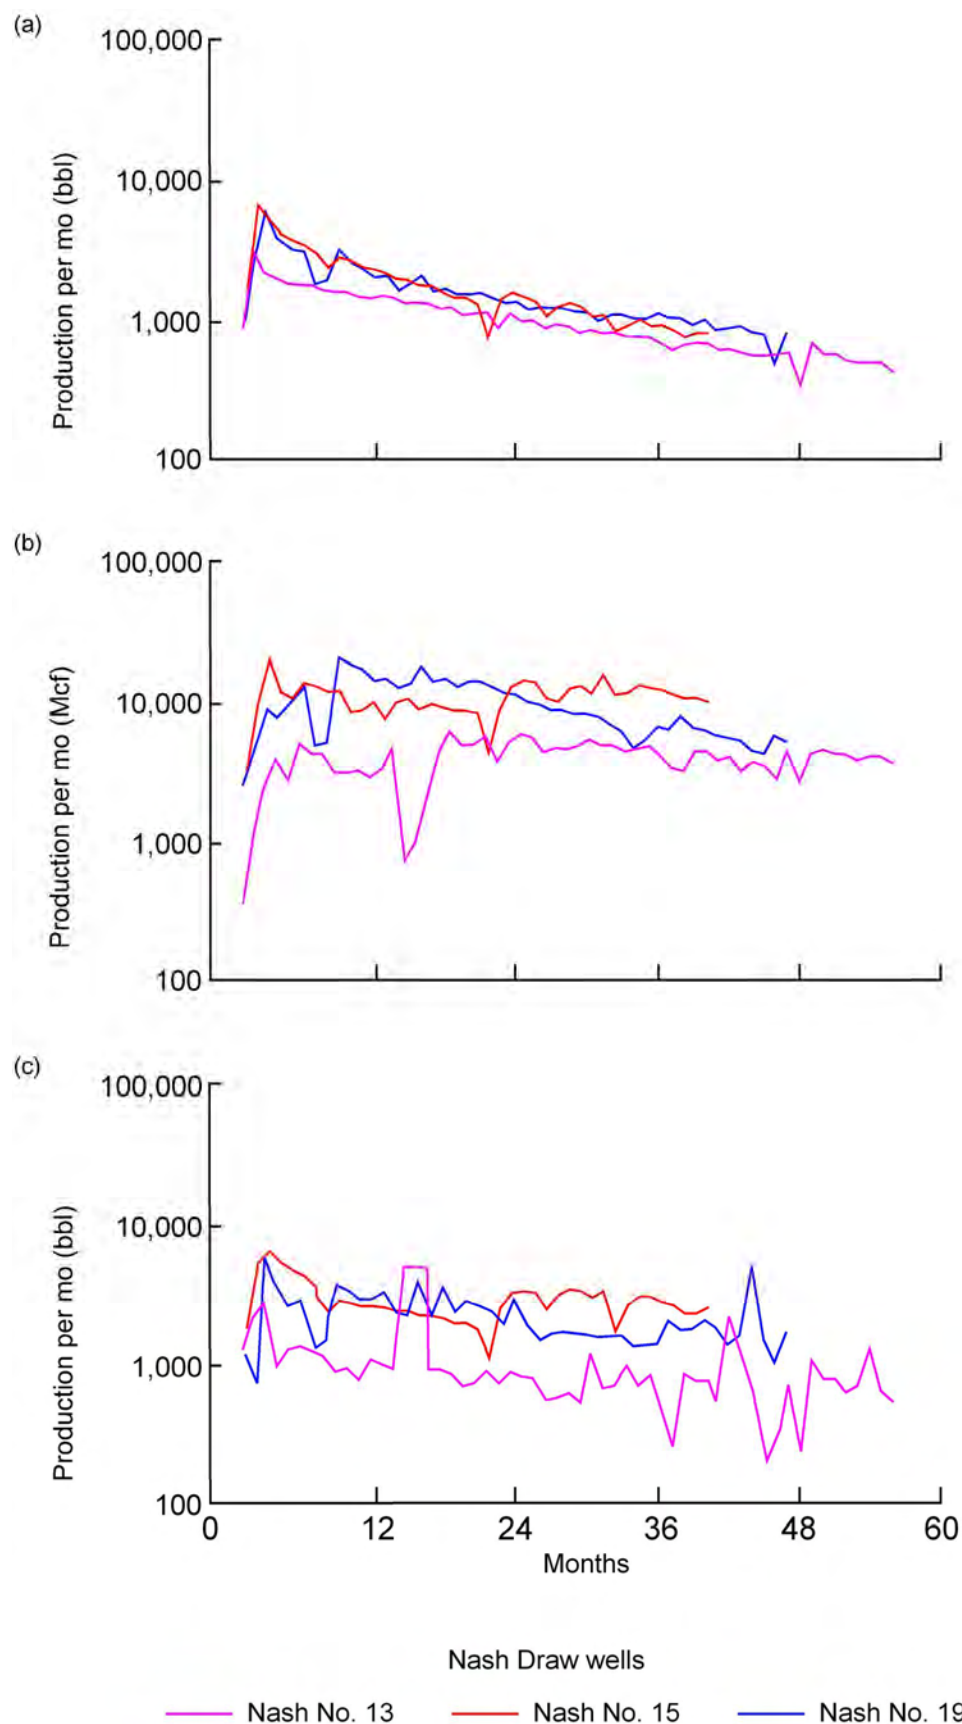 (a)
100,000
10,000
1,000
100
Production per mo (bbl)
(b)
100,000
10,000
1,000
100
Production per mo (Mcf)
(c)
100,000
10,000
1,000
100
Production per mo (bbl)
0 12 24 36 48 60
Months
Nash Draw wells
Nash No. 13 Nash No. 15 Nash No. 19